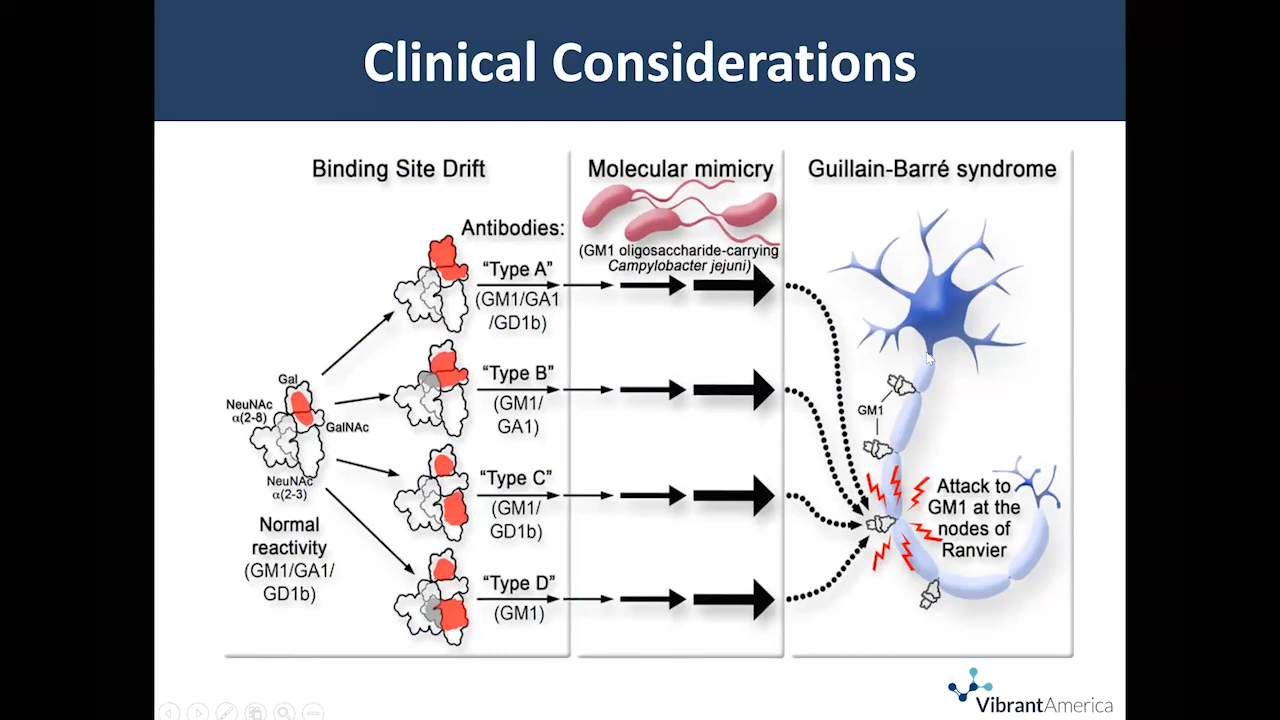 Clinical Considerations
Binding Site Drift
Antibodies:
"Type A"
(GM1/GA1
/GD1b)
"Type B"
(GM1/
GA1)
"Type C"
(GM1/
GD1b)
"Type D"
(GM1)
Gal
NeuNAc
α(2-8)
GalNAc
NeuNAc
α(2-3)
Normal
reactivity
(GM1/GA1/
GD1b)
Molecular mimicry
(GM1 oligosaccharide-carrying
Campylobacter jejuni)
Guillain-Barré syndrome
GM1
Attack to
GM1 at the
nodes of
Ranvier
VibrantAmerica